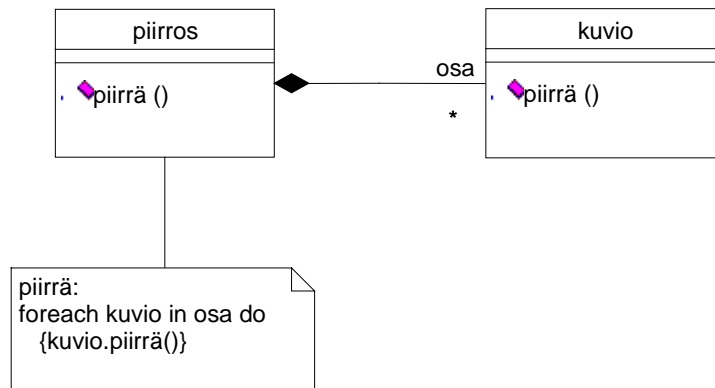 piirros
piirrä ()
osa
*
kuvio
piirrä ()
piirrä:
foreach kuvio in osa do
{kuvio.piirrä()}